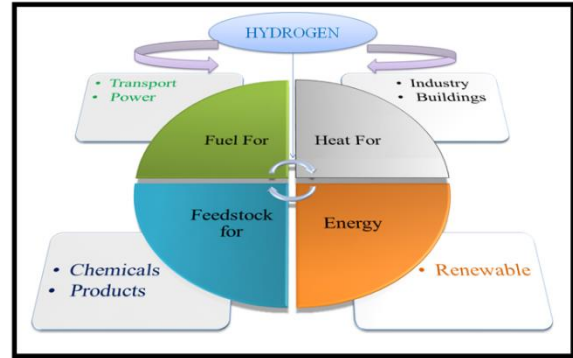 HYDROGEN
• Transport
• Power
• Industry
• Buildings
Fuel For
Heat For
Feedstock
for
Energy
• Chemicals
• Products
• Renewable